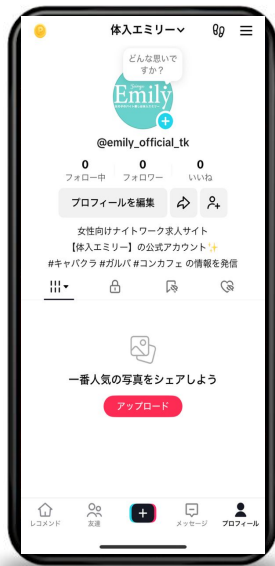 体入エミリー
どんな思いで
すか？
Emily
@emily_official_tk
0
フォロー中
0
フォロワー
0
いいね
プロフィールを編集
女性向けナイトワーク求人サイト
【体入エミリー】の公式アカウント✨
#キャバクラ #ガルバ #コンカフェ の情報を発信
一番人気の写真をシェアしよう
アップロード
レコメンド
友達
メッセージ
プロフィール